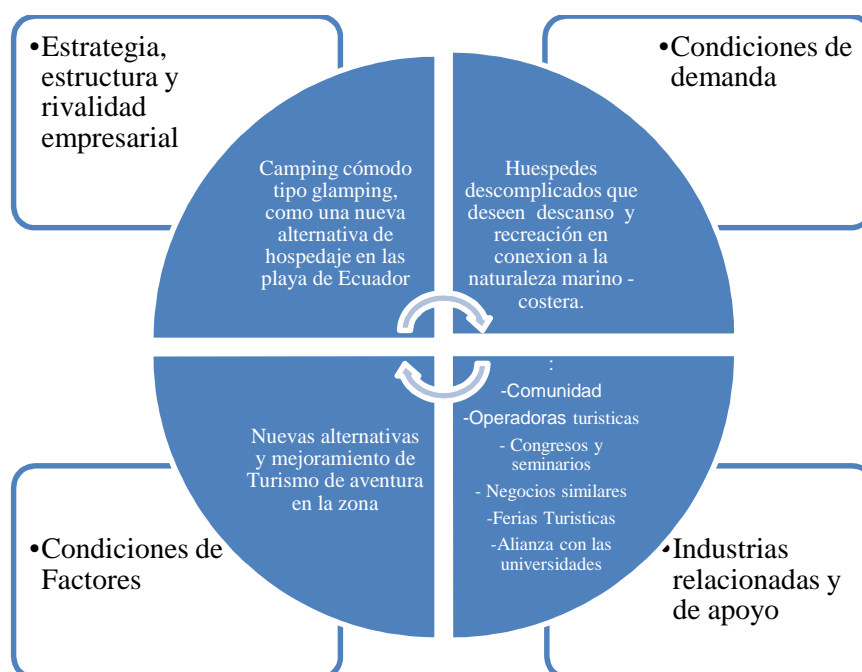 •Estrategia,
estructura y
rivalidad
empresarial
•Condiciones de
demanda
Camping cómodo
tipo glamping,
como una nueva
alternativa de
hospedaje en las
playa de Ecuador
Huespedes
descomplicados que
deseen descanso y
recreación en
conexion a la
naturaleza marino -
costera.
Nuevas alternativas
y mejoramiento de
Turismo de aventura
en la zona
:
-Comunidad
-Operadoras turisticas
- Congresos y
seminarios
- Negocios similares
-Ferias Turisticas
-Alianza con las
universidades
•Condiciones de
Factores
•Industrias
relacionadas y
de apoyo